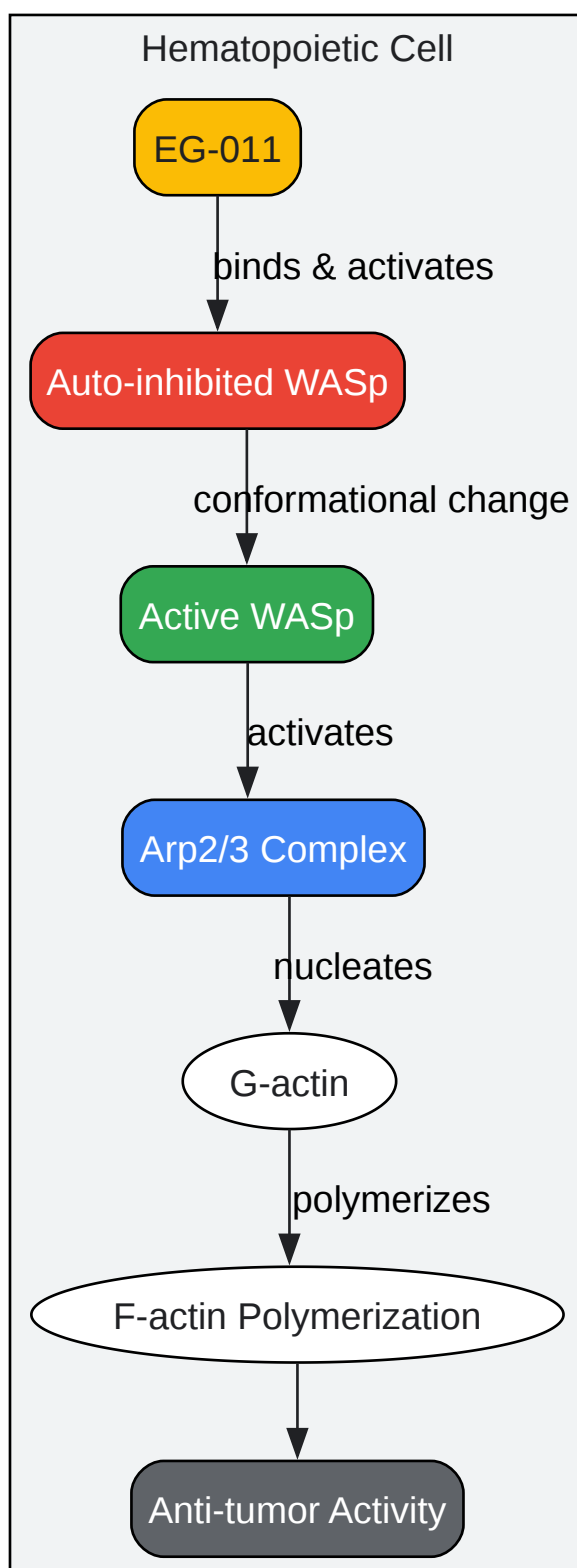 Hematopoietic Cell
EG-011
binds & activates
Auto-inhibited WASp
conformational change
Active WASp
activates
Arp2/3 Complex
nucleates
G-actin
polymerizes
F-actin Polymerization
Anti-tumor Activity